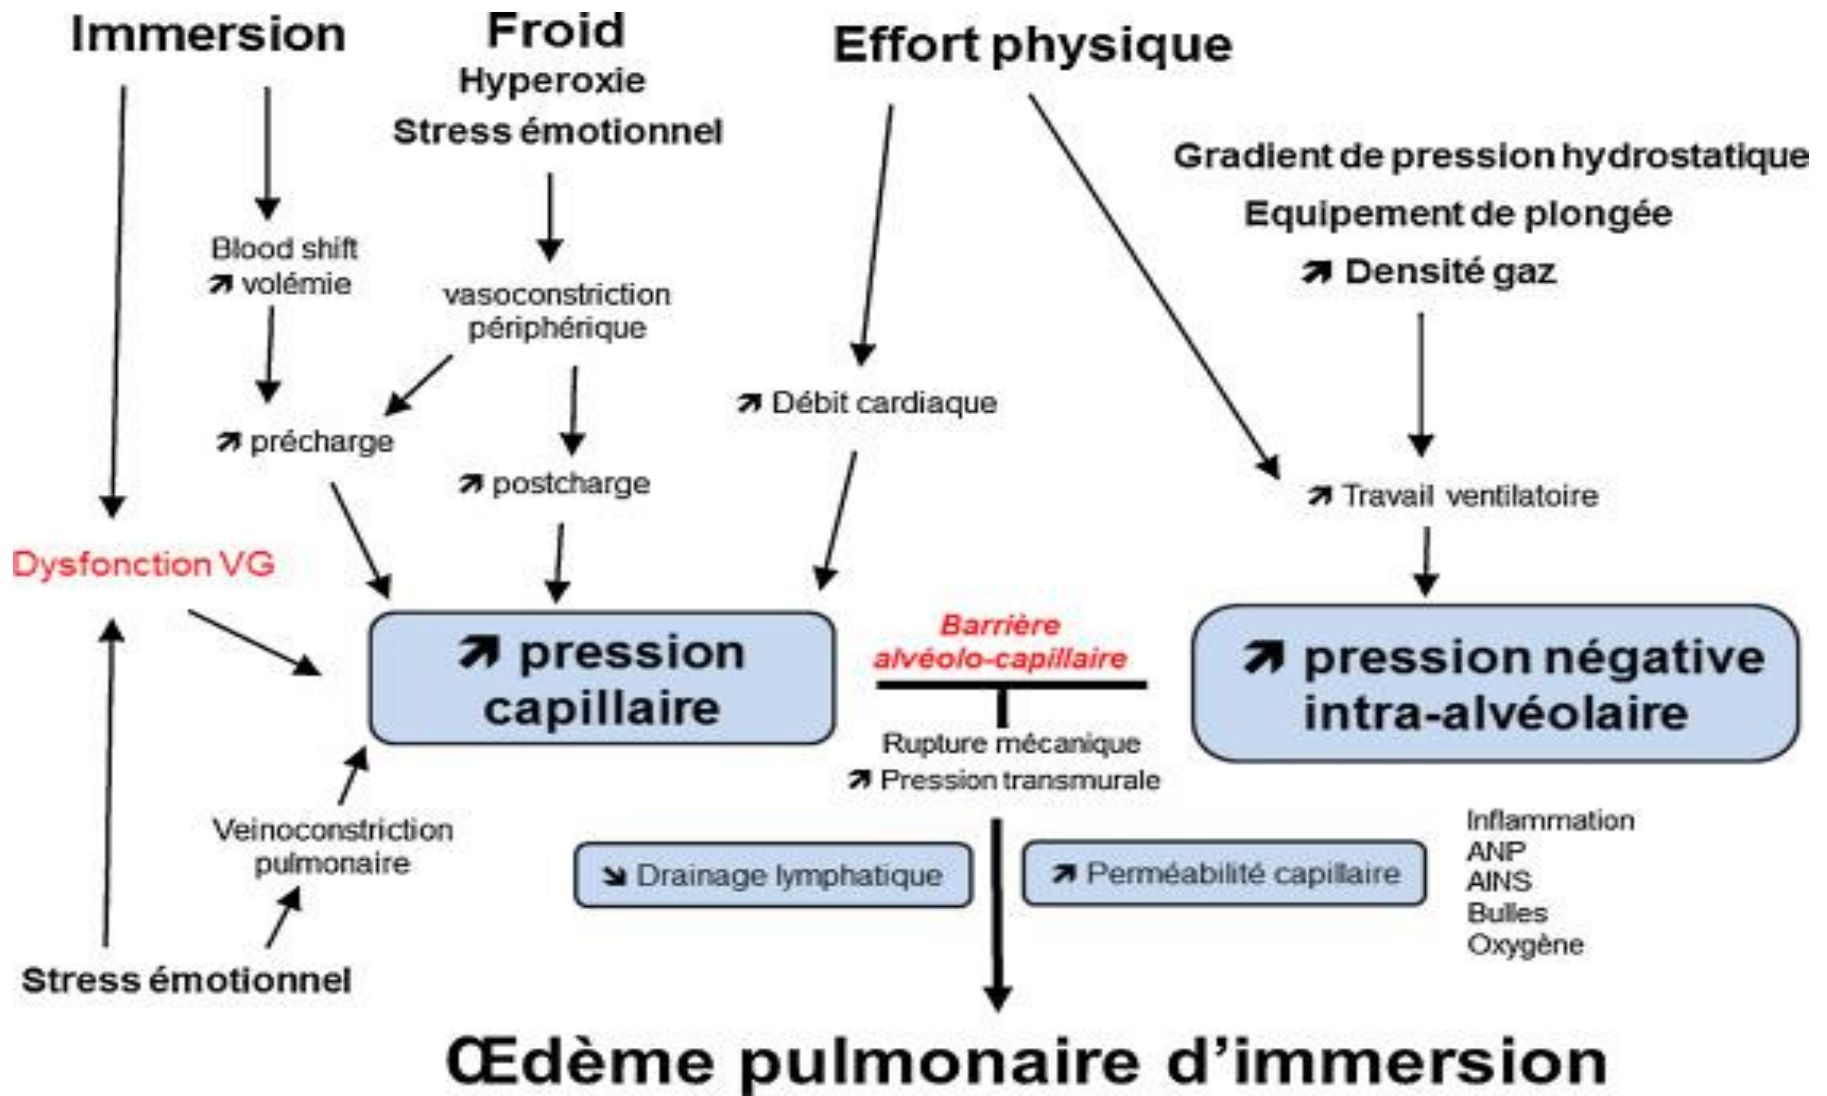 Immersion
Froid
Hyperoxie
Stress émotionnel
Effort physique
Gradient de pression hydrostatique
Equipement de plongée
↗ Densité gaz
Blood shift
↗ volémie
vasoconstriction
périphérique
↗ précharge
↗ postcharge
↗ Débit cardiaque
↗ Travail ventilatoire
Dysfonction VG
↗ pression
capillaire
Barrière
alvéolo-capillaire
↗ pression négative
intra-alvéolaire
Rupture mécanique
↗ Pression transmurale
Veinoconstriction
pulmonaire
↘ Drainage lymphatique
↗ Perméabilité capillaire
Inflammation
ANP
AINS
Bulles
Oxygène
Stress émotionnel
Œdème pulmonaire d’immersion